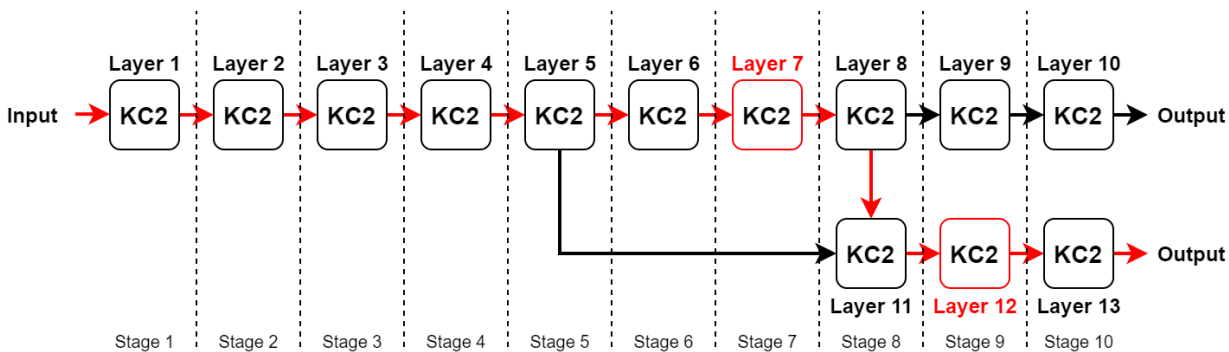 Layer 1 Layer 2 Layer 3 Layer 4 Layer 5 Layer 6 Layer 7 Layer 8 Layer 9 Layer 10
Input KC2 KC2 KC2 KC2 KC2 KC2 KC2 KC2 KC2 KC2 Output
KC2 KC2 KC2 Output
Layer 11 Layer 12 Layer 13
Stage 1 Stage 2 Stage 3 Stage 4 Stage 5 Stage 6 Stage 7 Stage 8 Stage 9 Stage 10